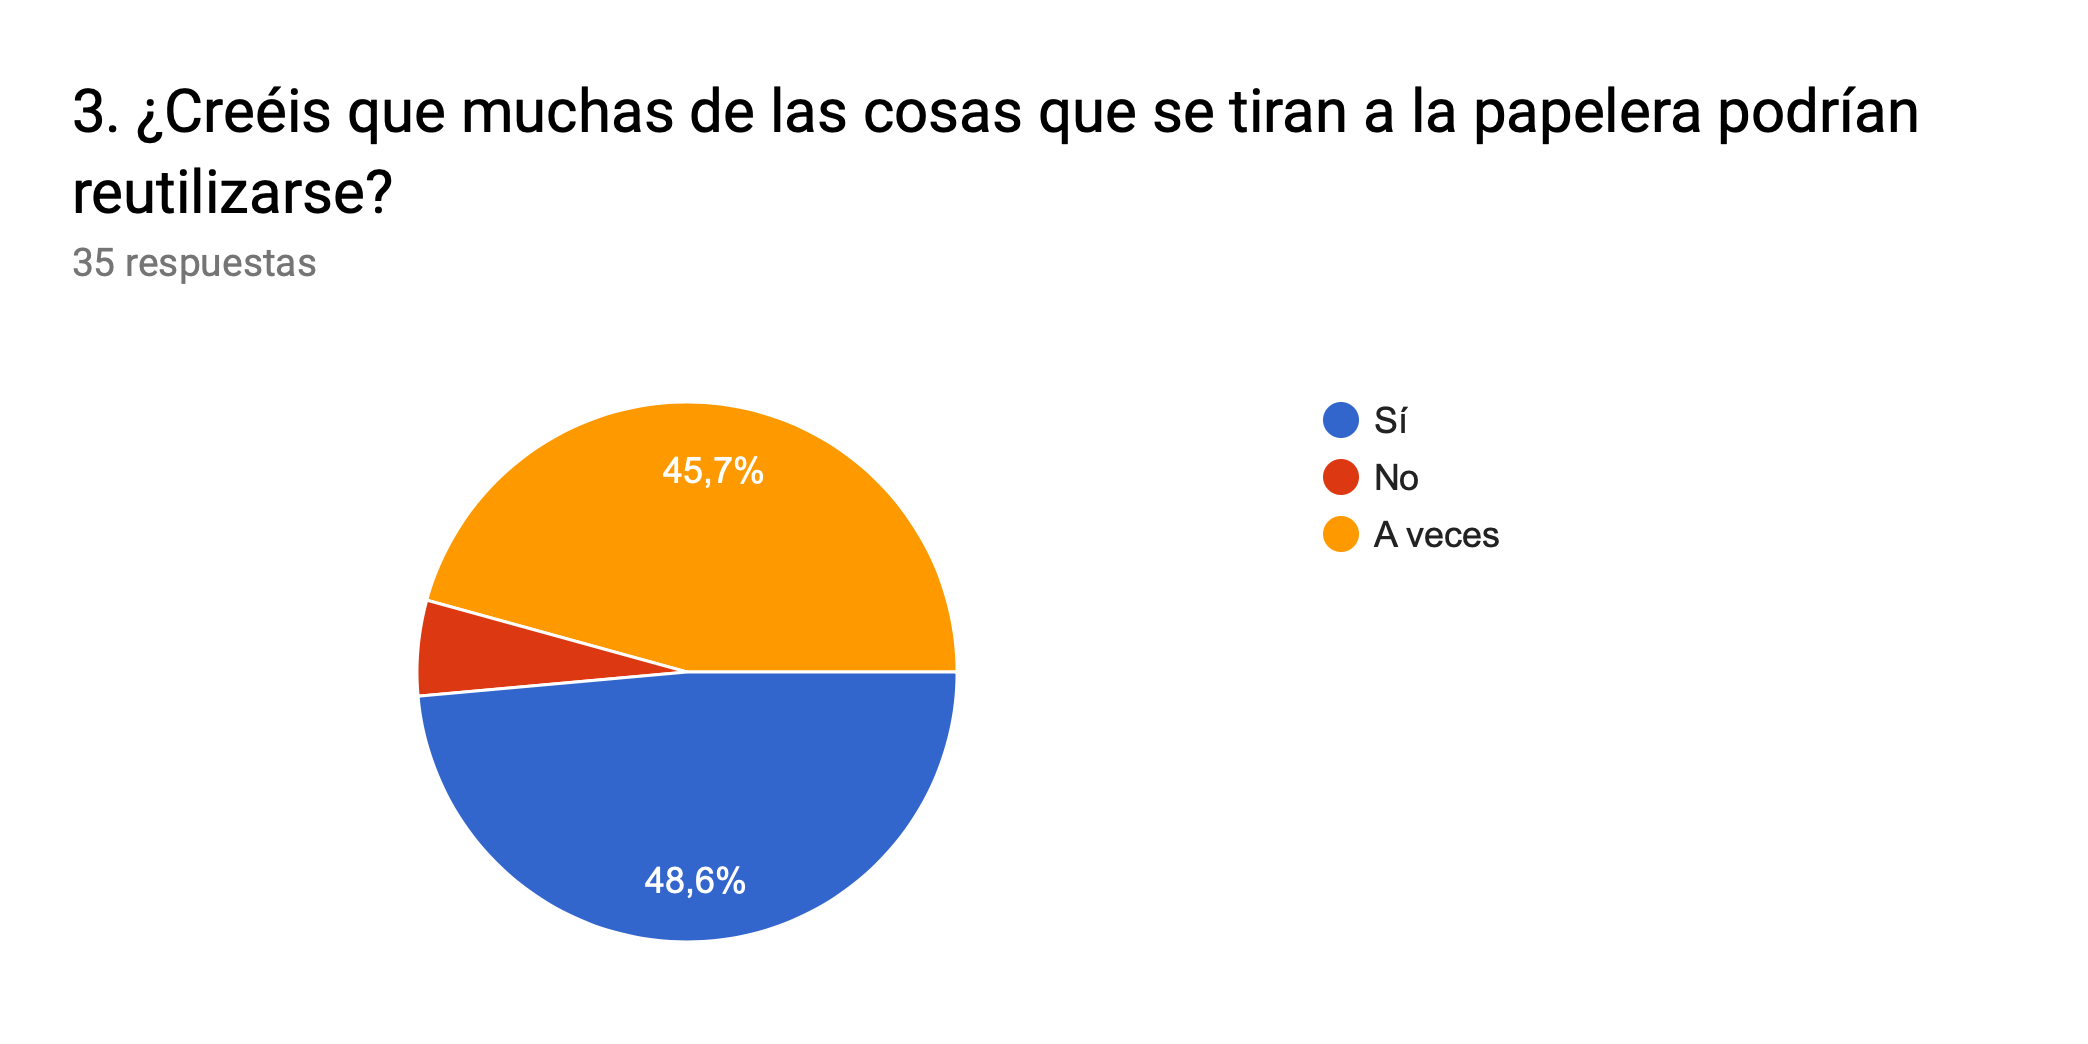 3. ¿Creéis que muchas de las cosas que se tiran a la papelera podrían
reutilizarse?
35 respuestas
45,7%
48,6%
Sí
No
A veces